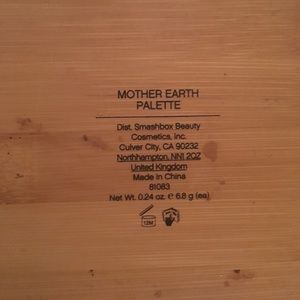 MOTHER EARTH
PALETTE
Dist. Smashbox Beauty
Cosmetics, Inc.
Culver City, CA 90232
Northhempton, NN1 2QZ
United Kingdom
Made in China
81083
Net Wt. 0.24 oz. ℮ 6.8 g (ea)
12M